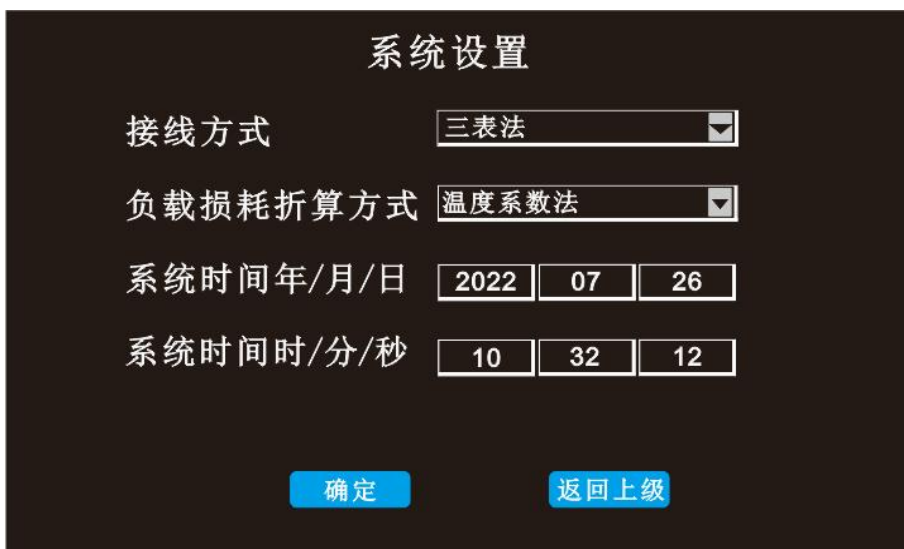 系统设置
接线方式 三表法
负载损耗折算方式 温度系数法
系统时间年/月/日 2022 07 26
系统时间时/分/秒 10 32 12
确定 返回上级